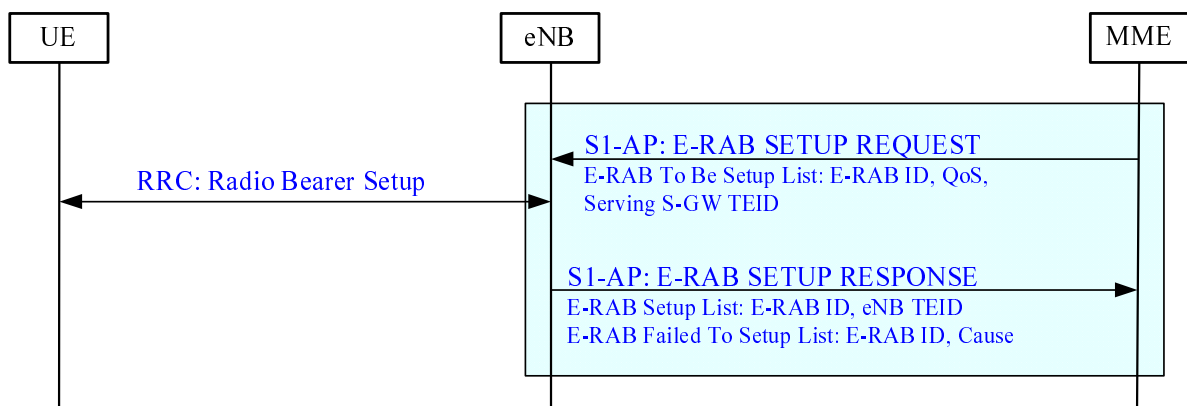 UE
eNB
MME
S1-AP: E-RAB SETUP REQUEST
E-RAB To Be Setup List: E-RAB ID, QoS,
Serving S-GW TEID
RRC: Radio Bearer Setup
S1-AP: E-RAB SETUP RESPONSE
E-RAB Setup List: E-RAB ID, eNB TEID
E-RAB Failed To Setup List: E-RAB ID, Cause